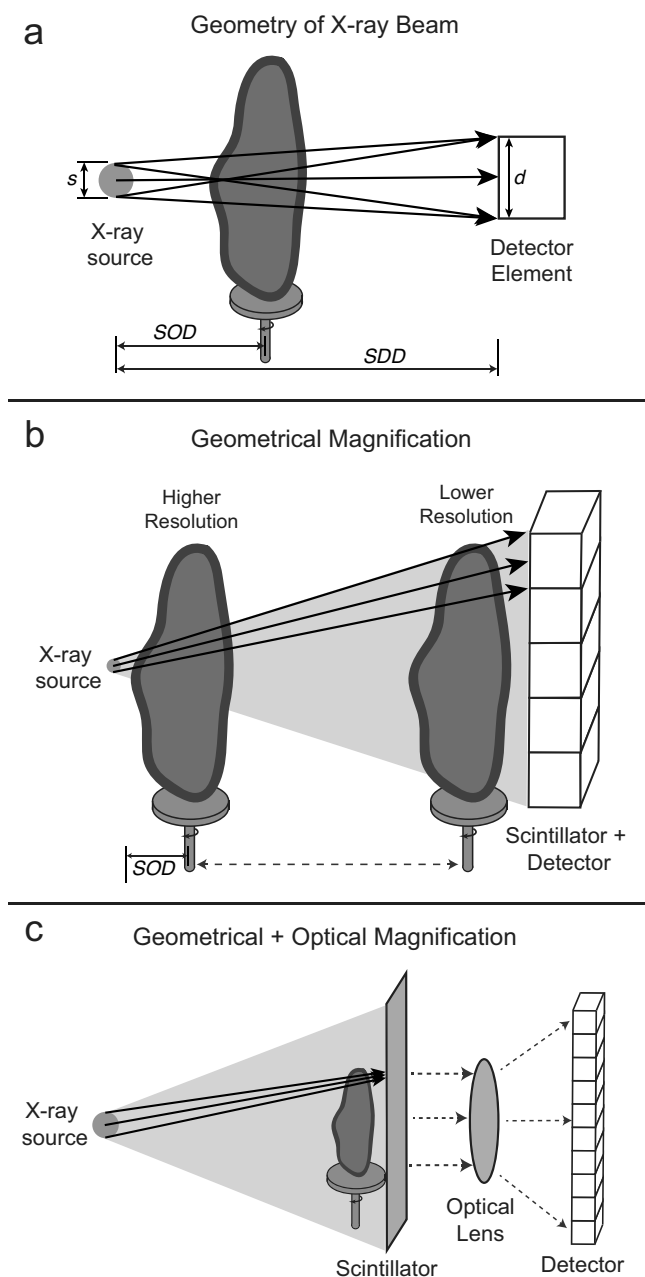 a
Geometry of X-ray Beam
s
d
X-ray
source
Detector
Element
SOD
SDD
b
Geometrical Magnification
Higher
Resolution
Lower
Resolution
X-ray
source
SOD
Scintillator +
Detector
c
Geometrical + Optical Magnification
X-ray
source
Optical
Lens
Scintillator
Detector